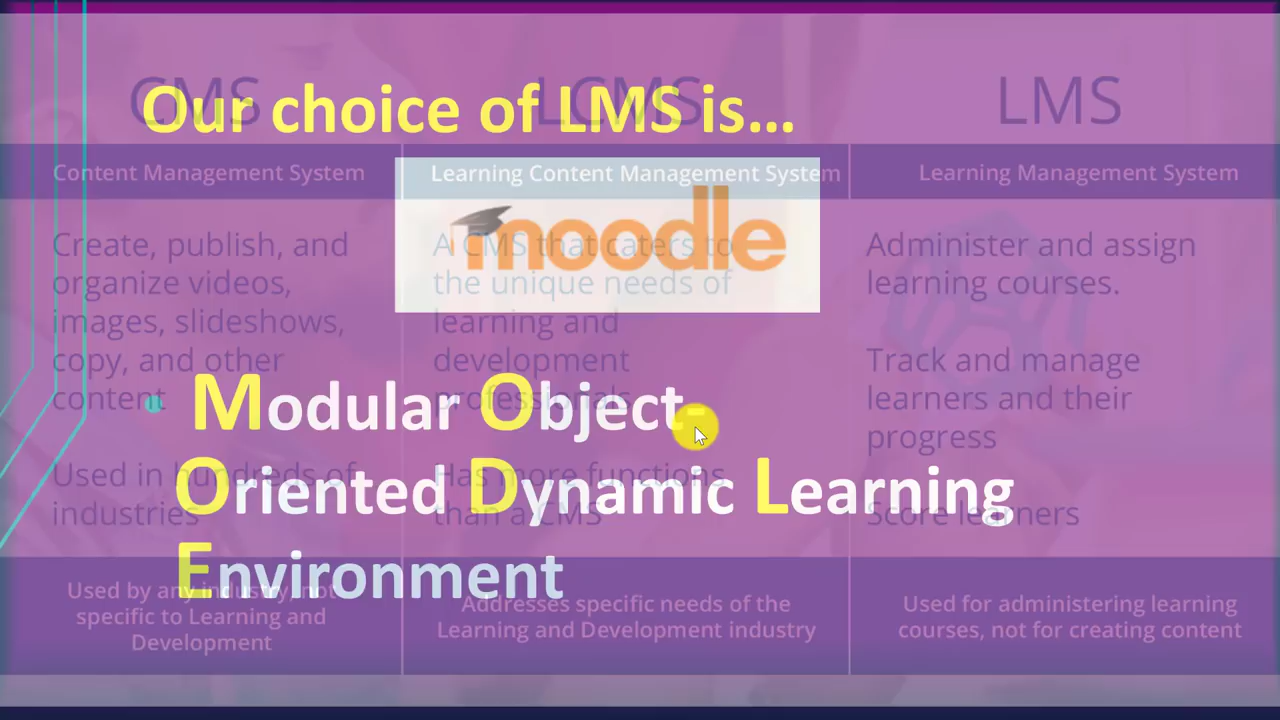 Our choice of LMS is...
moodle
• Modular Object-
Oriented Dynamic Learning
Environment
CMS
Content Management System
Create, publish, and
organize videos,
images, slideshows,
copy, and other
content
Used in hundreds of
industries
Used by any industry, not
specific to Learning and
Development
LCMS
Learning Content Management System
A CMS that caters to
the unique needs of
learning and
development
professionals
Has more functions
than a CMS
Addresses specific needs of the
Learning and Development industry
LMS
Learning Management System
Administer and assign
learning courses.
Track and manage
learners and their
progress
Score learners
Used for administering learning
courses, not for creating content